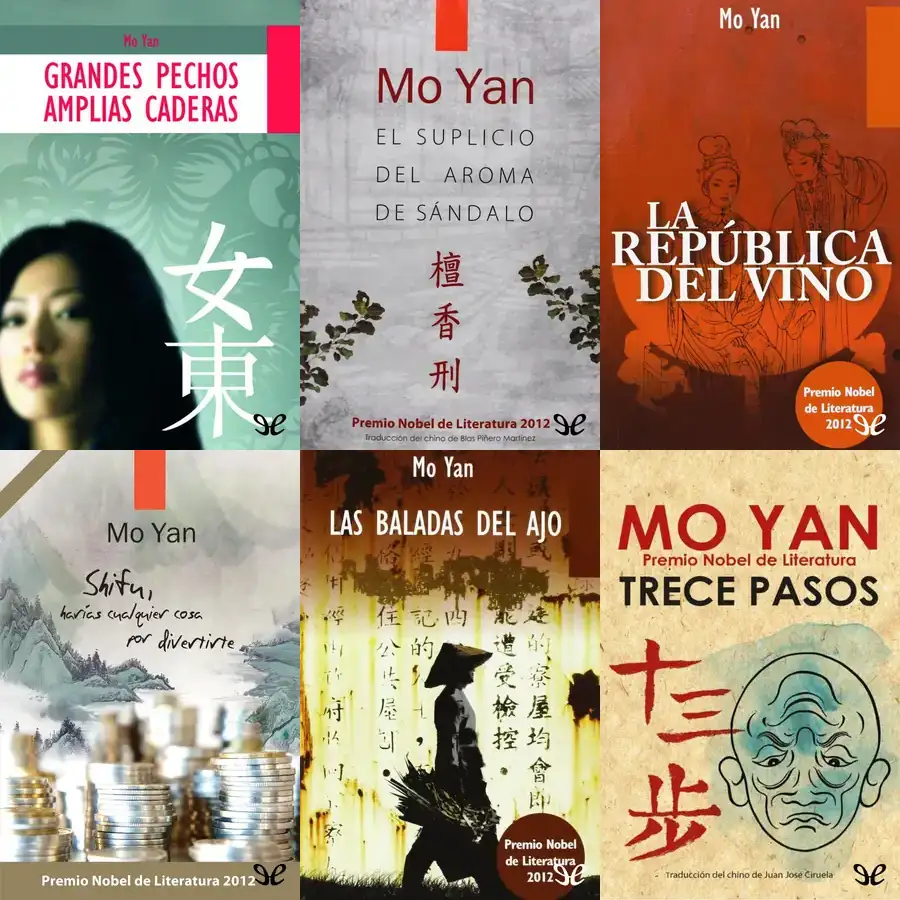 Mo Yan
GRANDES PECHOS
AMPLIAS CADERAS
女
東
Mo Yan
EL SUPLICIO
DEL AROMA
DE SÁNDALO
檀
香
刑
Premio Nobel de Literatura 2012
Traducción del chino de Blas Piñero Martínez
Mo Yan
LA
REPÚBLICA
DEL VINO
Premio Nobel
de Literatura
2012
Mo Yan
Shifu,
harías cualquier cosa
por divertirte
Premio Nobel de Literatura 2012
Mo Yan
LAS BALADAS DEL AJO
Premio Nobel
de Literatura
2012
MO YAN
Premio Nobel de Literatura
TRECE PASOS
十
三
步
Traducción del chino de Juan José Ciruela